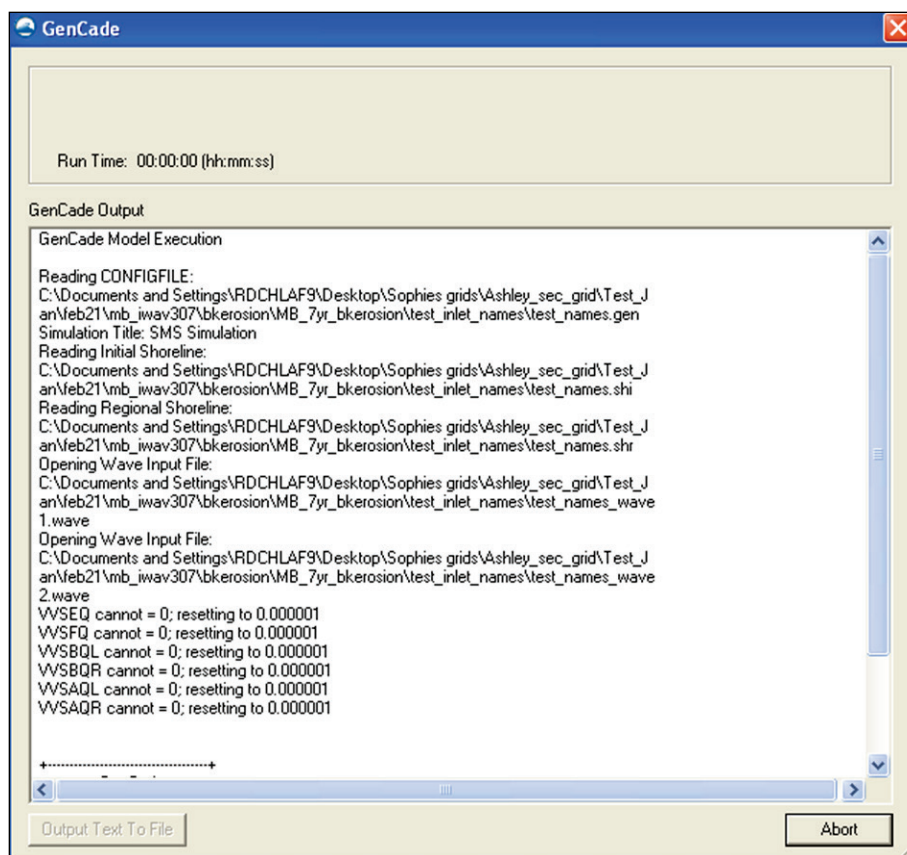 GenCade
Run Time: 00:00:00 (hh:mm:ss)
GenCade Output
GenCade Model Execution
Reading CONFIGFILE:
C:\Documents and Settings\RDCHLAF9\Desktop\Sophies grids\Ashley_sec_grid\Test_J
an\feb21\mb_iwav307\bkerosion\MB_7yr_bkerosion\test_inlet_names\test_names.gen
Simulation Title: SMS Simulation
Reading Initial Shoreline:
C:\Documents and Settings\RDCHLAF9\Desktop\Sophies grids\Ashley_sec_grid\Test_J
an\feb21\mb_iwav307\bkerosion\MB_7yr_bkerosion\test_inlet_names\test_names.shi
Reading Regional Shoreline:
C:\Documents and Settings\RDCHLAF9\Desktop\Sophies grids\Ashley_sec_grid\Test_J
an\feb21\mb_iwav307\bkerosion\MB_7yr_bkerosion\test_inlet_names\test_names.shr
Opening Wave Input File:
C:\Documents and Settings\RDCHLAF9\Desktop\Sophies grids\Ashley_sec_grid\Test_J
an\feb21\mb_iwav307\bkerosion\MB_7yr_bkerosion\test_inlet_names\test_names_wave
1.wave
Opening Wave Input File:
C:\Documents and Settings\RDCHLAF9\Desktop\Sophies grids\Ashley_sec_grid\Test_J
an\feb21\mb_iwav307\bkerosion\MB_7yr_bkerosion\test_inlet_names\test_names_wave
2.wave
VVSEQ cannot = 0; resetting to 0.000001
VVSFQ cannot = 0; resetting to 0.000001
VVSBQL cannot = 0; resetting to 0.000001
VVSBQR cannot = 0; resetting to 0.000001
VVSAQL cannot = 0; resetting to 0.000001
VVSAQR cannot = 0; resetting to 0.000001
+-------------------------------------+
Output Text To File
Abort